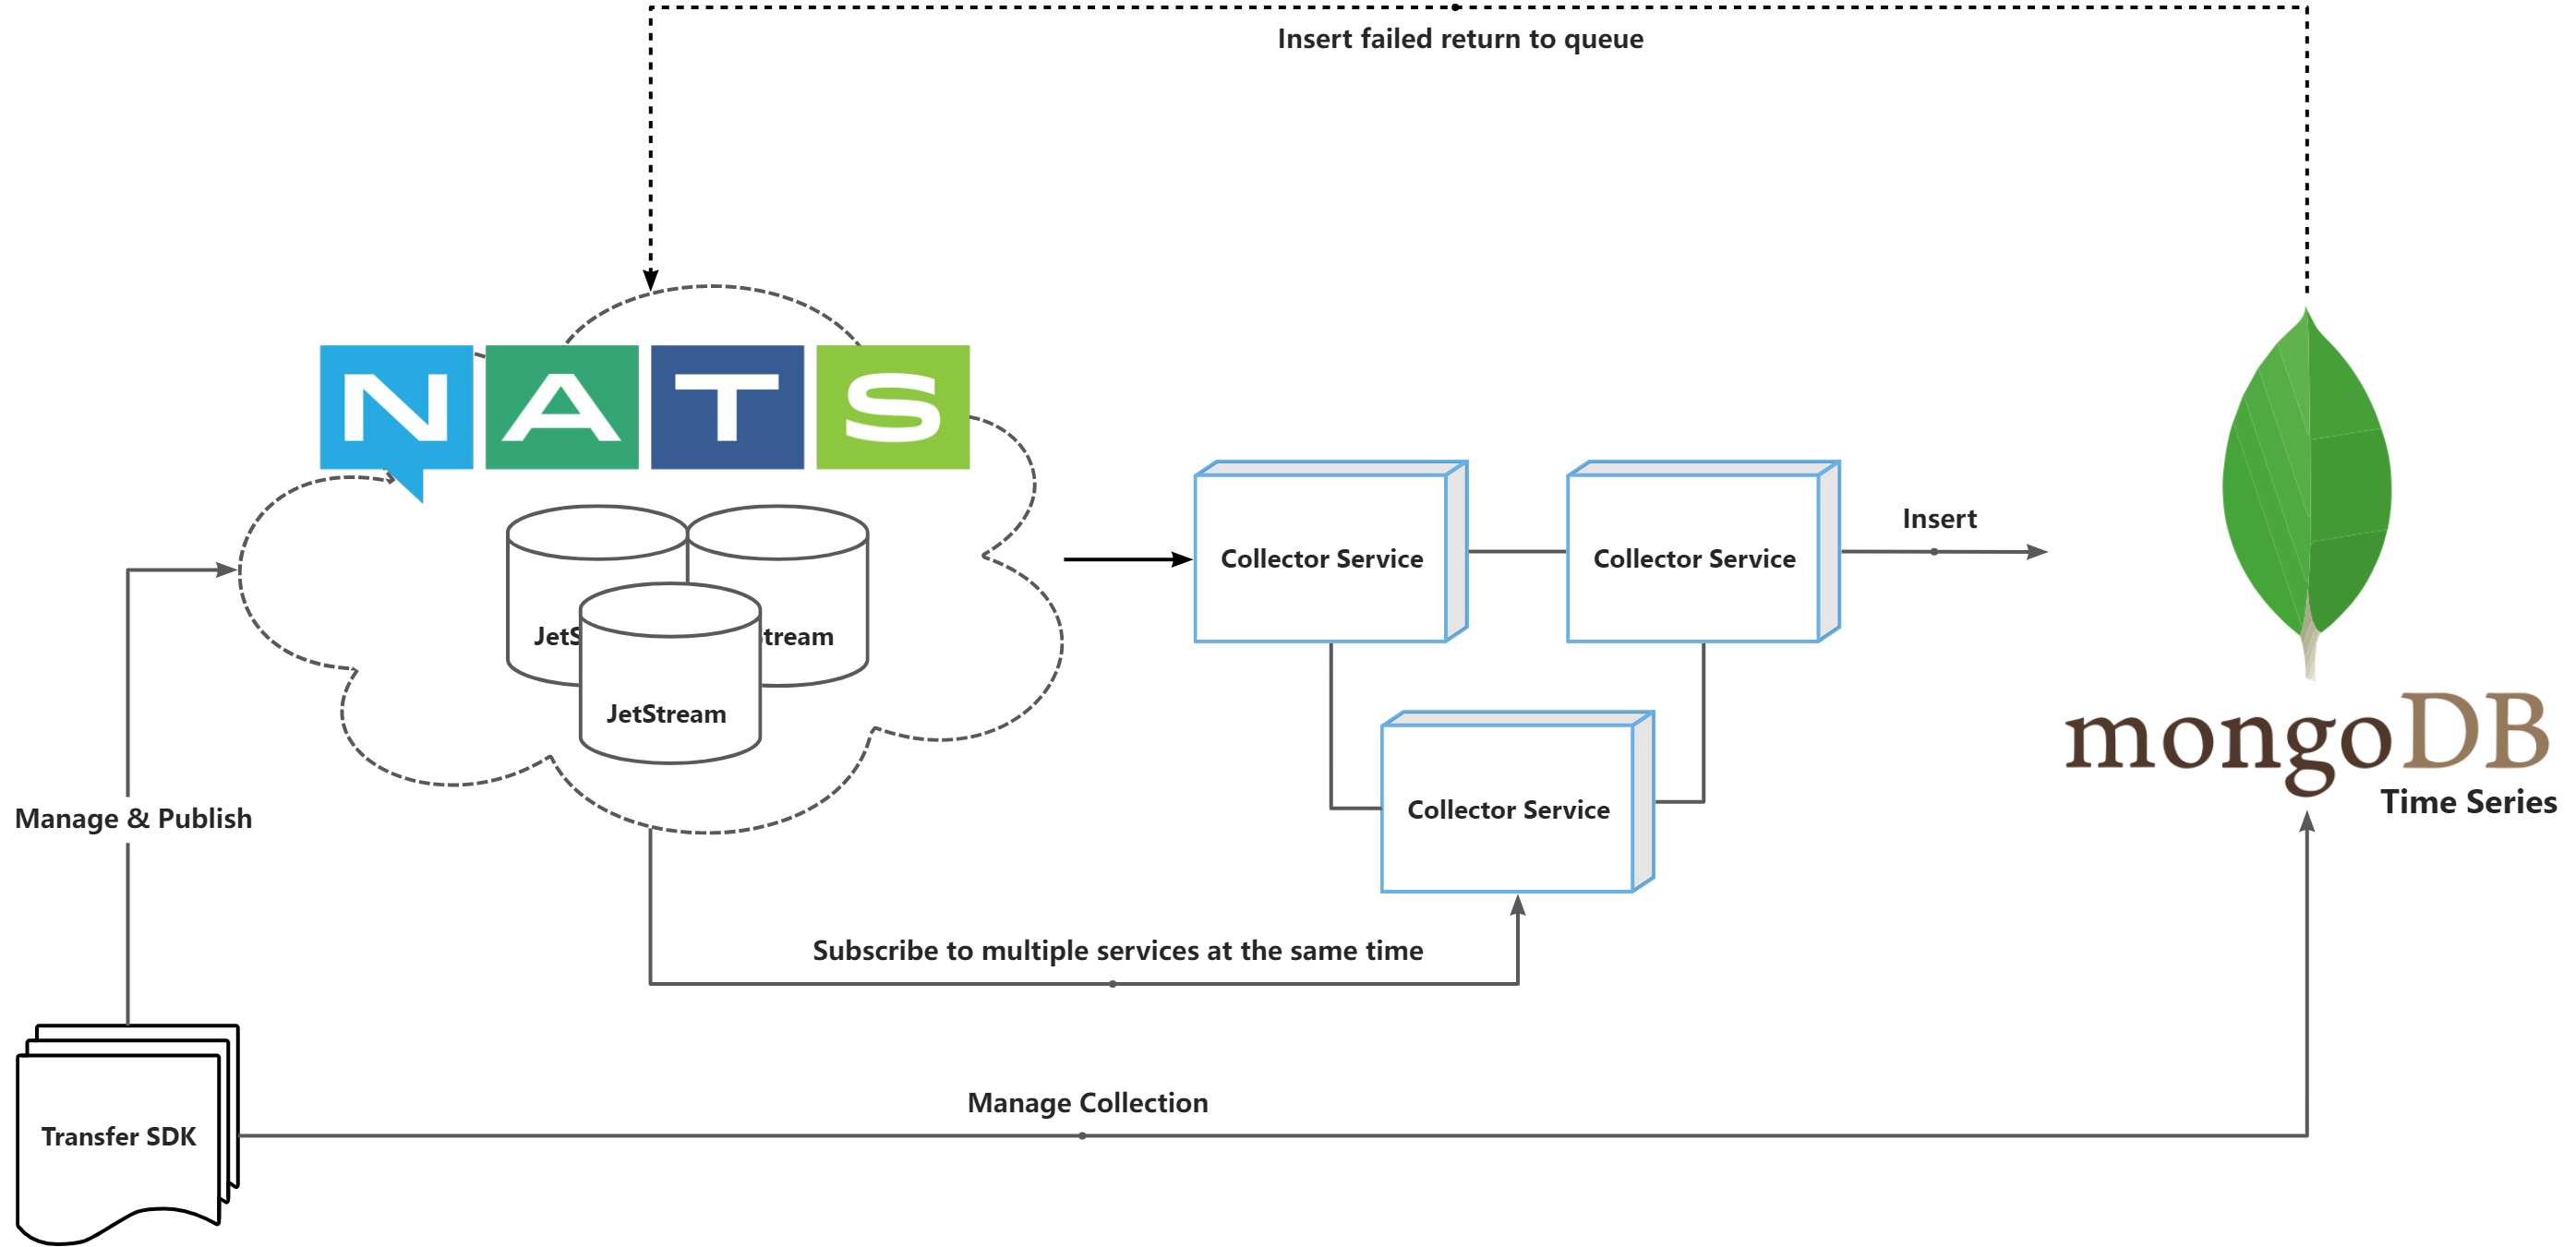 Insert failed return to queue
NATS
JetS
tream
JetStream
Collector Service
Collector Service
Insert
Collector Service
mongoDB
Time Series
Manage & Publish
Subscribe to multiple services at the same time
Manage Collection
Transfer SDK